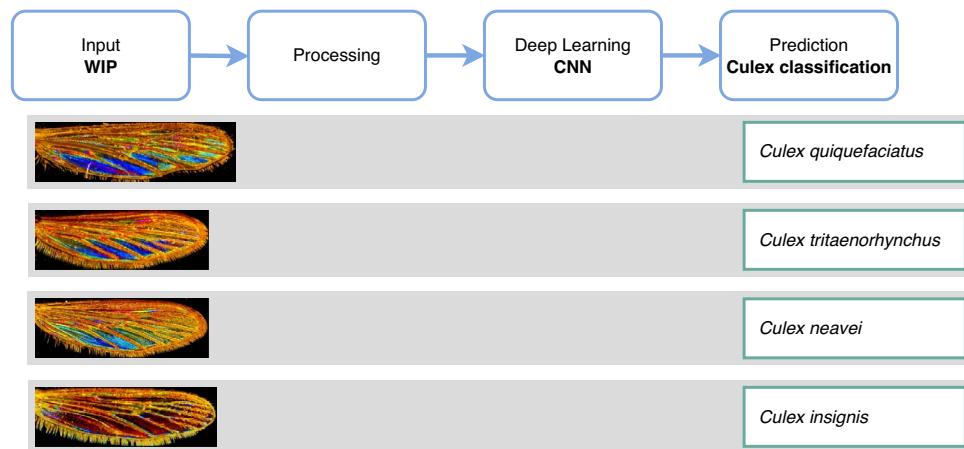 Input
WIP
Processing
Deep Learning
CNN
Prediction
Culex classification
Culex quiquefaciatus
Culex tritaenorhynchus
Culex neavei
Culex insignis